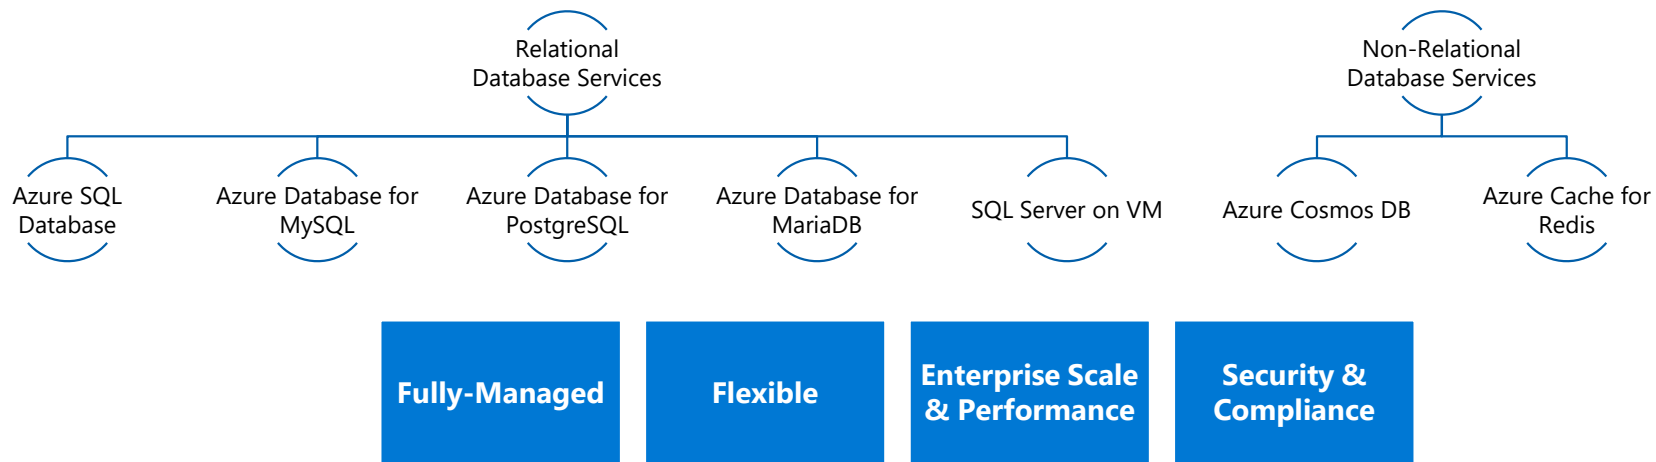 Relational
Database Services
Non-Relational
Database Services
Azure SQL
Database
Azure Database for
MySQL
Azure Database for
PostgreSQL
Azure Database for
MariaDB
SQL Server on VM
Azure Cosmos DB
Azure Cache for
Redis
Fully-Managed
Flexible
Enterprise Scale
& Performance
Security &
Compliance